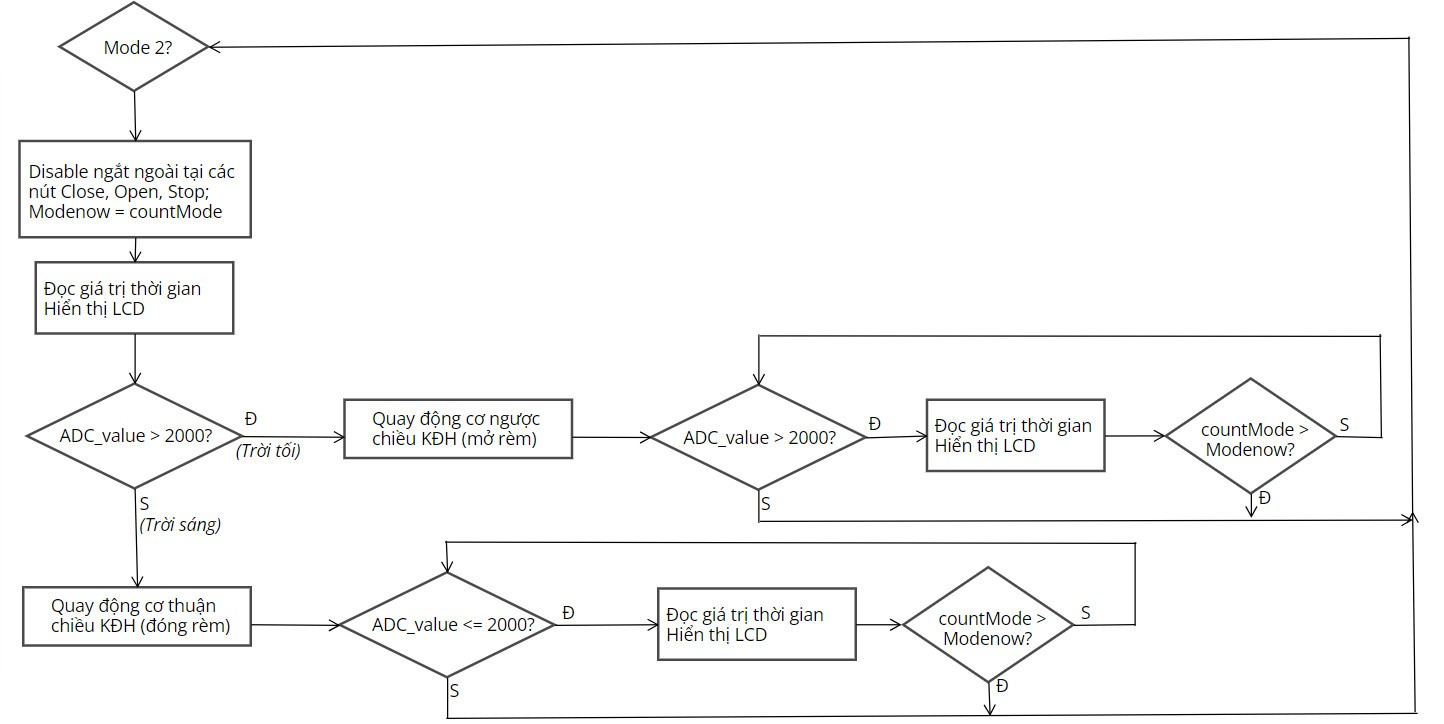 Mode 2?
Disable ngắt ngoài tại các
nút Close, Open, Stop;
Modenow = countMode
Đọc giá trị thời gian
Hiển thị LCD
ADC_value > 2000?
Đ
(Trời tối)
Quay động cơ ngược
chiều KĐH (mở rèm)
ADC_value > 2000?
Đ
Đọc giá trị thời gian
Hiển thị LCD
countMode >
Modenow?
S
Đ
S
S
(Trời sáng)
Quay động cơ thuận
chiều KĐH (đóng rèm)
ADC_value <= 2000?
Đ
Đọc giá trị thời gian
Hiển thị LCD
countMode >
Modenow?
S
Đ
S